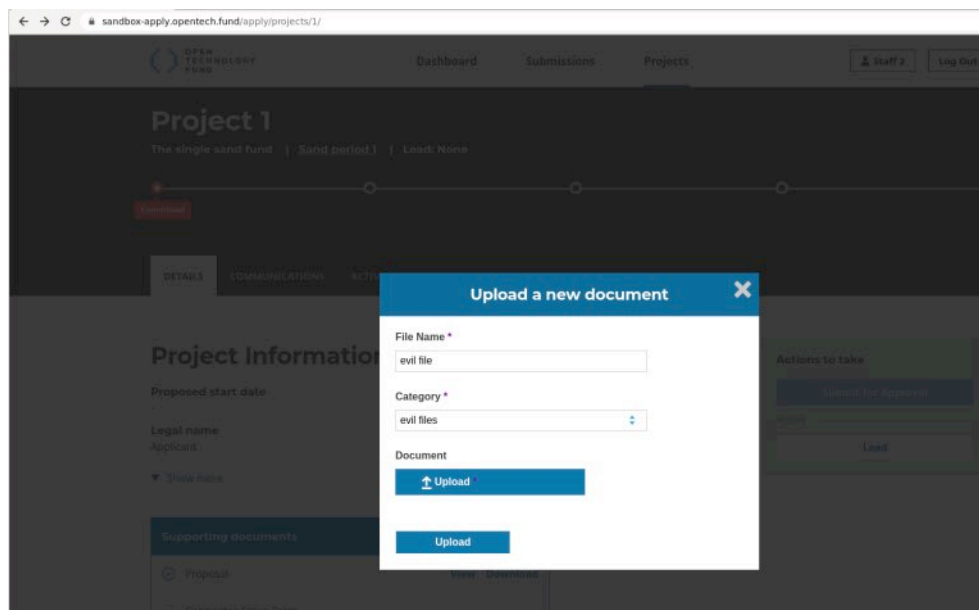 sandbox-apply.opentech.fund/apply/projects/1/
OPEN
TECHNOLOGY
FUND
Dashboard Submissions Projects Staff 2 Log Out
Project 1
The single sand fund | Sand period 1 | Lead: None
DETAILS COMMUNICATIONS ACTIV
Upload a new document
File Name *
evil file
Category *
evil files
Document
Upload *
Upload
Project Information
Proposed start date
-
Legal name
Applicant
Show more
Actions to take
Submit for Approval
Lead
Supporting documents
Proposal View Download